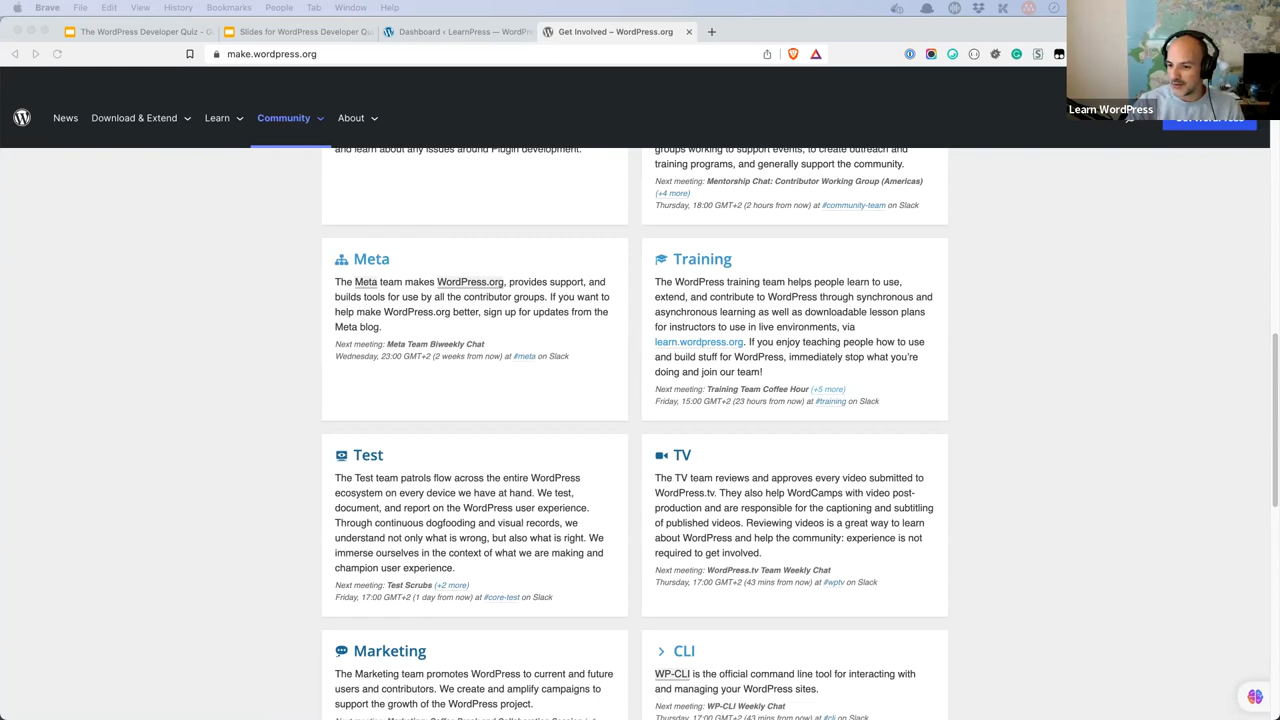 Brave File Edit View History Bookmarks People Tab Window Help
The WordPress Developer Quiz - G
Slides for WordPress Developer Qui
Dashboard ‹ LearnPress — WordPr
Get Involved – WordPress.org
make.wordpress.org
Learn WordPress
News Download & Extend Learn Community About
and learn about any issues around Plugin development.
groups working to support events, to create outreach and
training programs, and generally support the community.
Next meeting: Mentorship Chat: Contributor Working Group (Americas)
(+4 more)
Thursday, 18:00 GMT+2 (2 hours from now) at #community-team on Slack
Meta
The Meta team makes WordPress.org, provides support, and
builds tools for use by all the contributor groups. If you want to
help make WordPress.org better, sign up for updates from the
Meta blog.
Next meeting: Meta Team Biweekly Chat
Wednesday, 23:00 GMT+2 (2 weeks from now) at #meta on Slack
Training
The WordPress training team helps people learn to use,
extend, and contribute to WordPress through synchronous and
asynchronous learning as well as downloadable lesson plans
for instructors to use in live environments, via
learn.wordpress.org. If you enjoy teaching people how to use
and build stuff for WordPress, immediately stop what you’re
doing and join our team!
Next meeting: Training Team Coffee Hour (+5 more)
Friday, 15:00 GMT+2 (23 hours from now) at #training on Slack
Test
The Test team patrols flow across the entire WordPress
ecosystem on every device we have at hand. We test,
document, and report on the WordPress user experience.
Through continuous dogfooding and visual records, we
understand not only what is wrong, but also what is right. We
immerse ourselves in the context of what we are making and
champion user experience.
Next meeting: Test Scrubs (+2 more)
Friday, 17:00 GMT+2 (1 day from now) at #core-test on Slack
TV
The TV team reviews and approves every video submitted to
WordPress.tv. They also help WordCamps with video post-
production and are responsible for the captioning and subtitling
of published videos. Reviewing videos is a great way to learn
about WordPress and help the community: experience is not
required to get involved.
Next meeting: WordPress.tv Team Weekly Chat
Thursday, 17:00 GMT+2 (43 mins from now) at #wptv on Slack
Marketing
The Marketing team promotes WordPress to current and future
users and contributors. We create and amplify campaigns to
support the growth of the WordPress project.
CLI
WP-CLI is the official command line tool for interacting with
and managing your WordPress sites.
Next meeting: WP-CLI Weekly Chat
Thursday, 17:00 GMT+2 (43 mins from now) at #cli on Slack